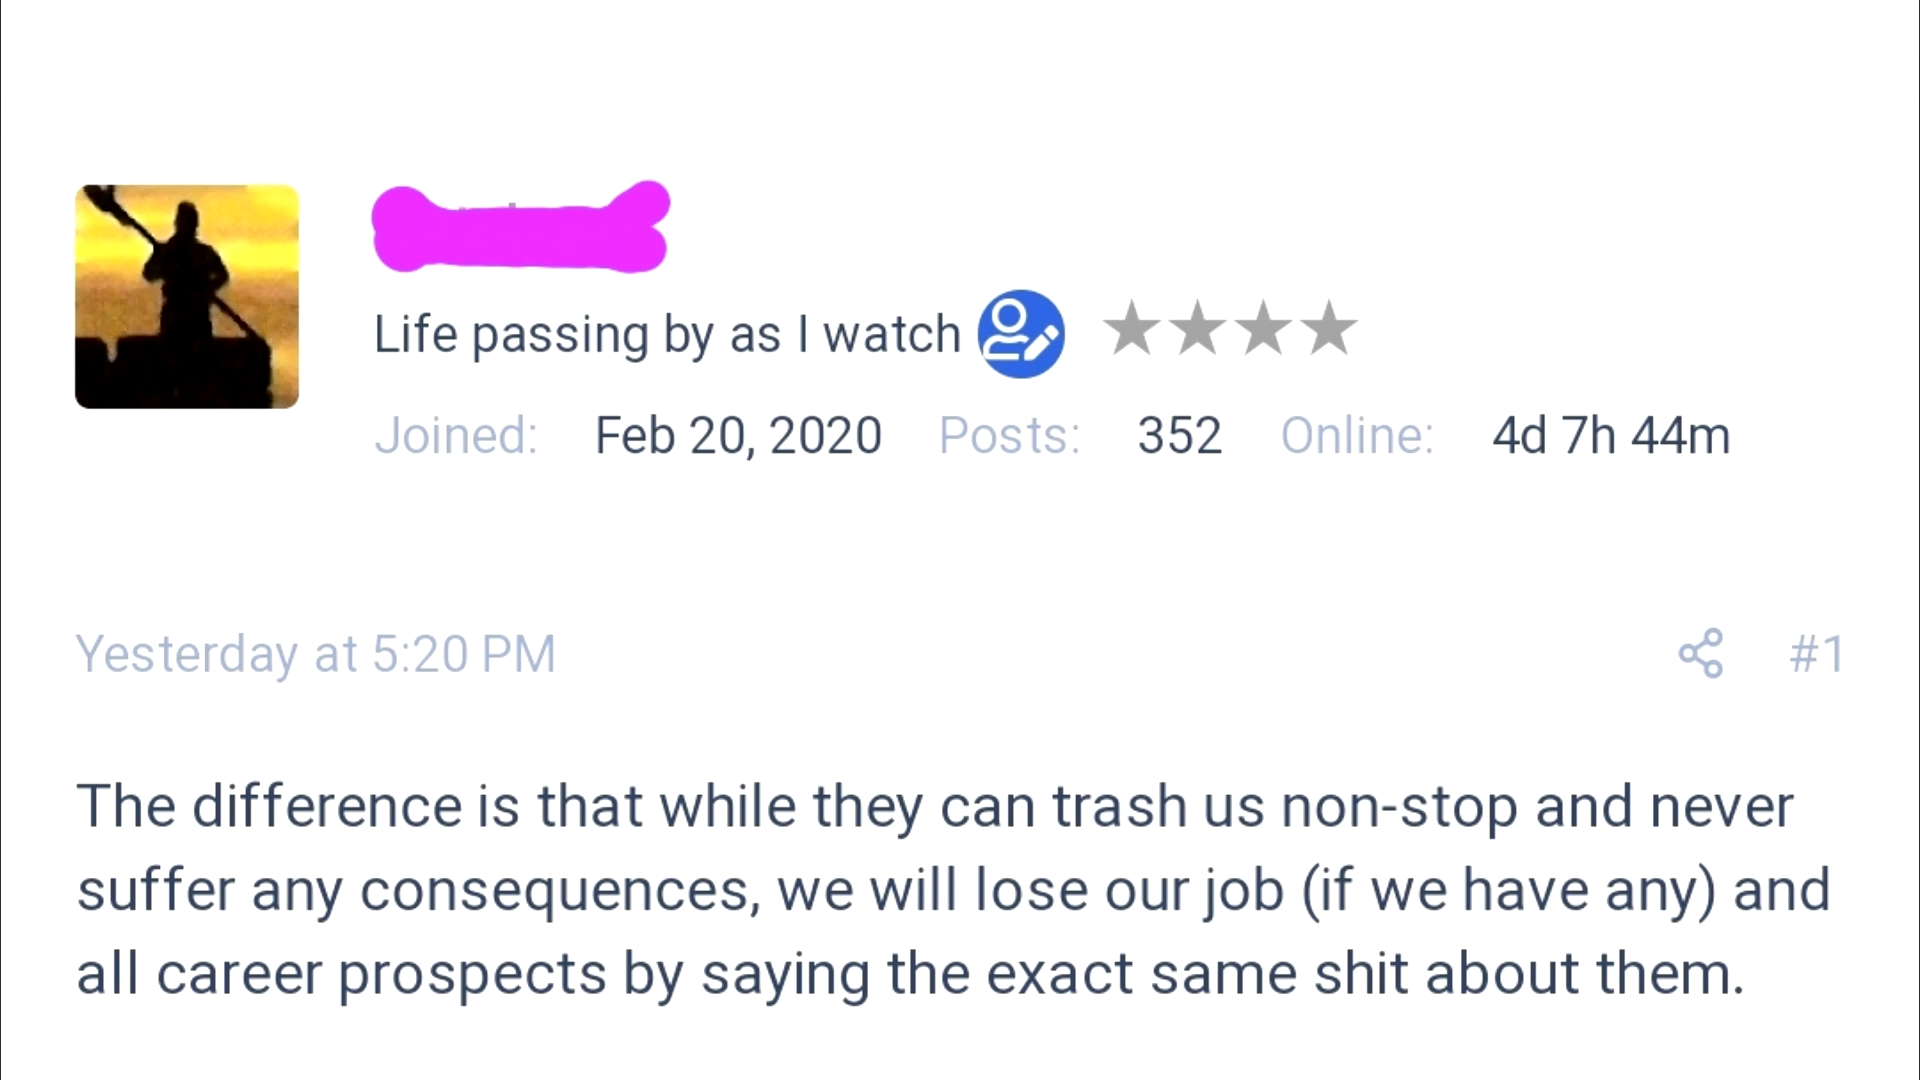 Life passing by as I watch
Joined: Feb 20, 2020 Posts: 352 Online: 4d 7h 44m
Yesterday at 5:20 PM #1
The difference is that while they can trash us non-stop and never
suffer any consequences, we will lose our job (if we have any) and
all career prospects by saying the exact same shit about them.